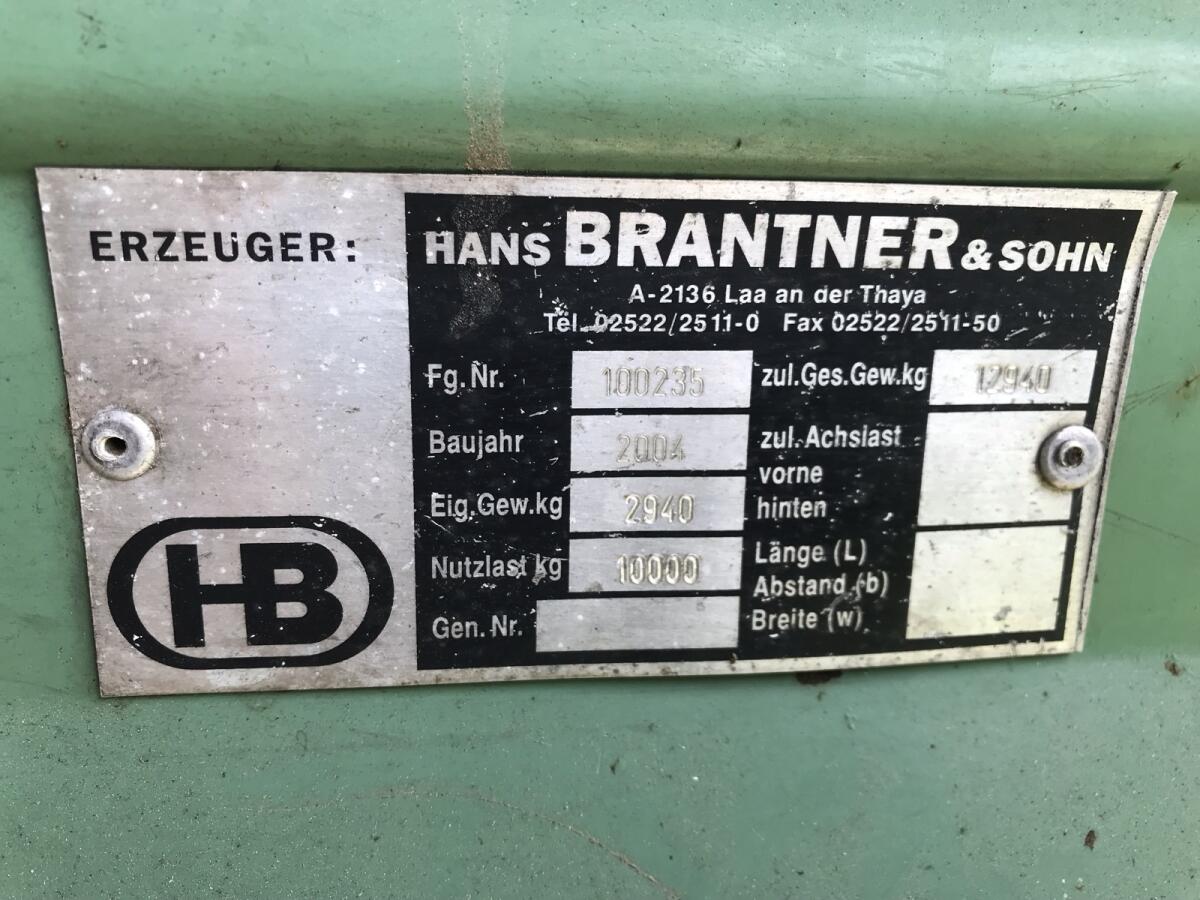 ERZEUGER:
HANS BRANTNER & SOHN
A-2136 Laa an der Thaya
Tel. 02522/2511-0 Fax 02522/2511-50
Fg.Nr. 100235
zul.Ges.Gew.kg 12940
Baujahr 2004
zul.Achslast
vorne
hinten
Eig.Gew.kg 2940
Nutzlast kg 10000
Länge (L)
Abstand (b)
Breite (w)
Gen.Nr.
HB